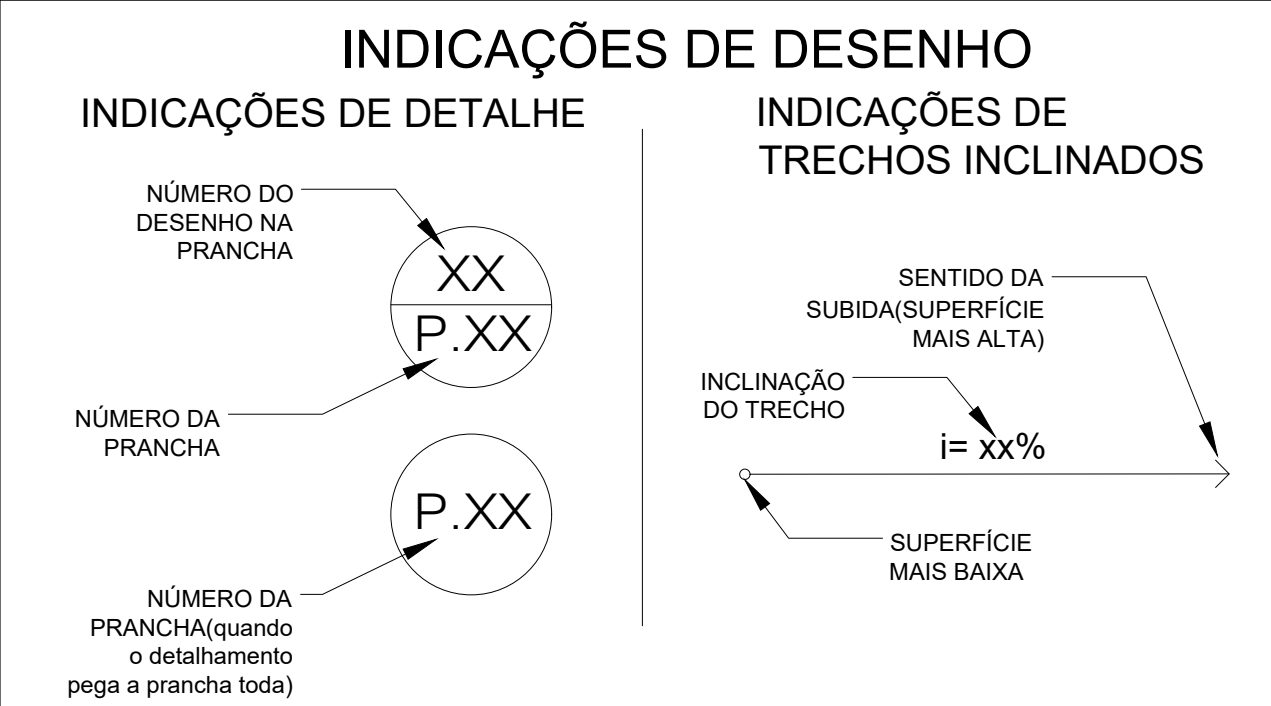 INDICAÇÕES DE DESENHO
INDICAÇÕES DE DETALHE
NÚMERO DO
DESENHO NA
PRANCHA
XX
P.XX
NÚMERO DA
PRANCHA
P.XX
NÚMERO DA
PRANCHA(quando
o detalhamento
pega a prancha toda)
INDICAÇÕES DE
TRECHOS INCLINADOS
SENTIDO DA
SUBIDA(SUPERFÍCIE
MAIS ALTA)
INCLINAÇÃO
DO TRECHO
i= xx%
SUPERFÍCIE
MAIS BAIXA